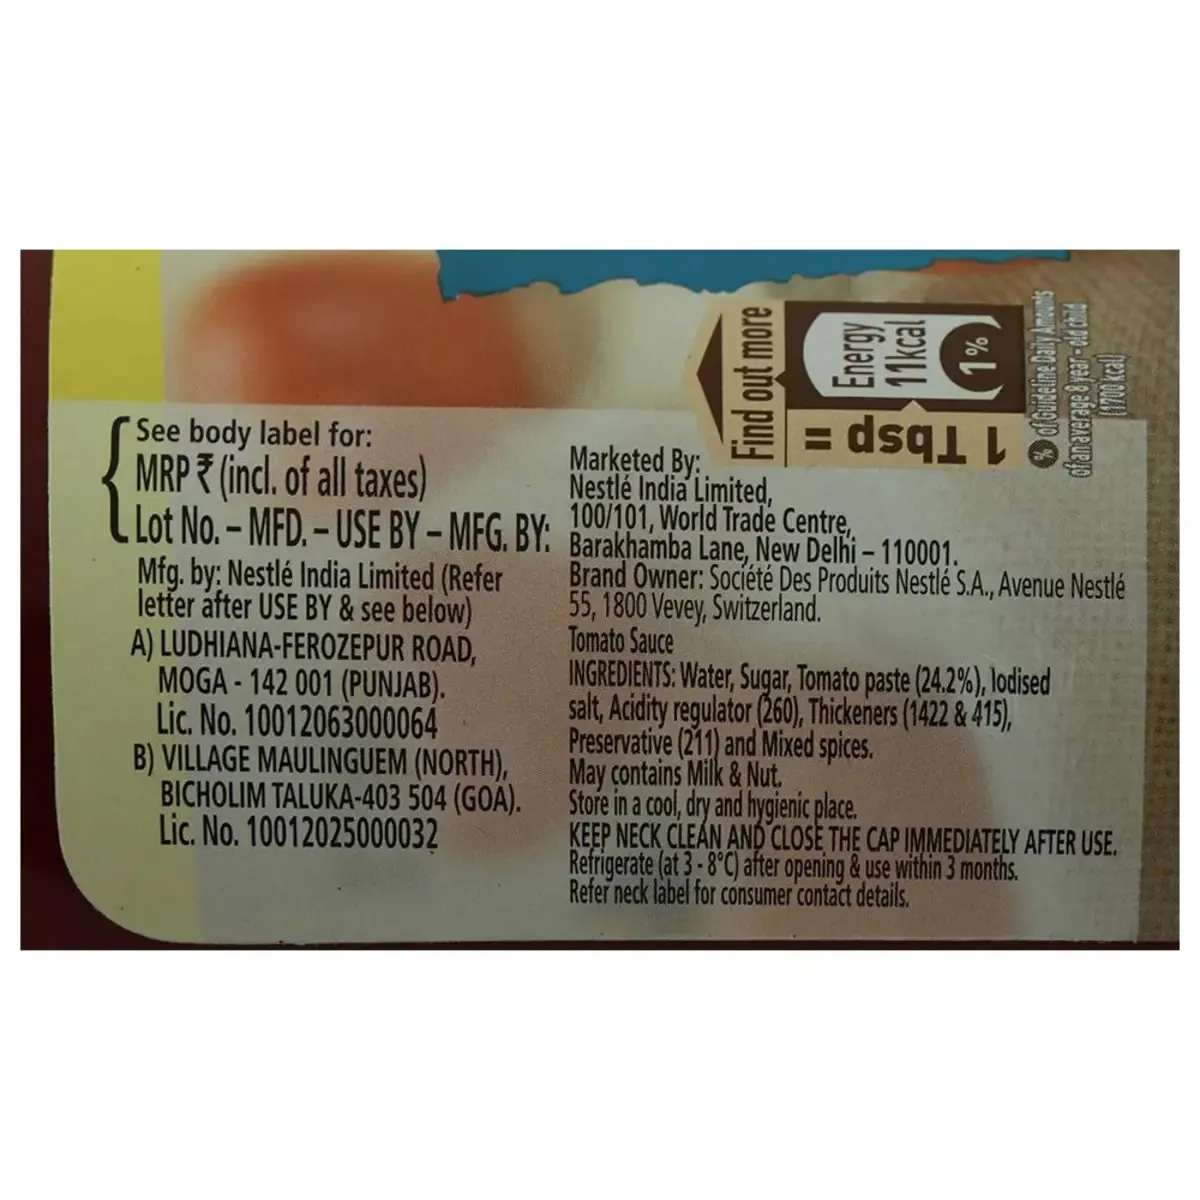 See body label for:
MRP ₹ (incl. of all taxes)
Lot No. – MFD. – USE BY – MFG. BY:
Mfg. by: Nestlé India Limited (Refer
letter after USE BY & see below)
A) LUDHIANA-FEROZEPUR ROAD,
MOGA - 142 001 (PUNJAB).
Lic. No. 10012063000064
B) VILLAGE MAULINGUEM (NORTH),
BICHOLIM TALUKA-403 504 (GOA).
Lic. No. 10012025000032
Marketed By:
Nestlé India Limited,
100/101, World Trade Centre,
Barakhamba Lane, New Delhi – 110001.
Brand Owner: Société Des Produits Nestlé S.A., Avenue Nestlé
55, 1800 Vevey, Switzerland.
Tomato Sauce
INGREDIENTS: Water, Sugar, Tomato paste (24.2%), Iodised
salt, Acidity regulator (260), Thickeners (1422 & 415),
Preservative (211) and Mixed spices.
May contains Milk & Nut.
Store in a cool, dry and hygienic place.
KEEP NECK CLEAN AND CLOSE THE CAP IMMEDIATELY AFTER USE.
Refrigerate (at 3 - 8°C) after opening & use within 3 months.
Refer neck label for consumer contact details.
Find out more
1 Tbsp =
Energy
11kcal
1%
% of Guideline Daily Amounts
of an average 8 year - old child
(1700 kcal)